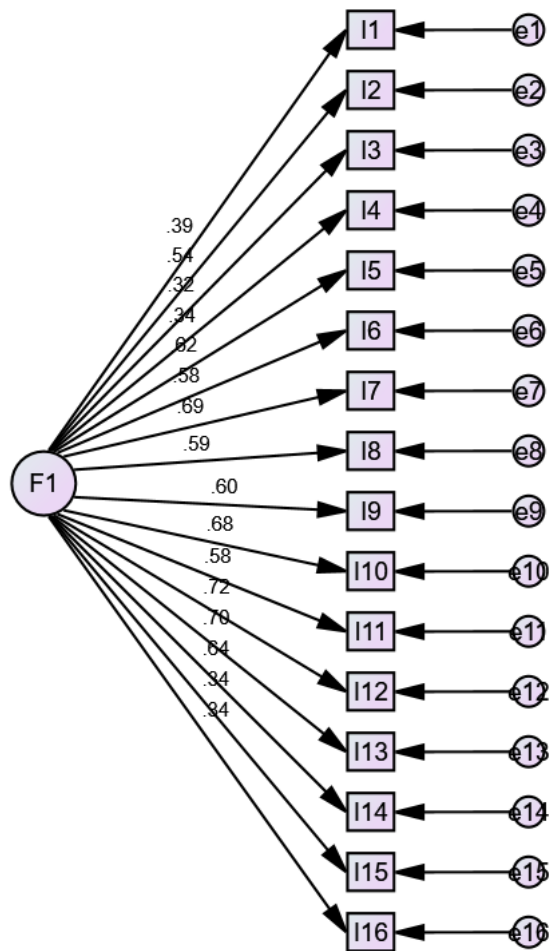 I1 e1
I2 e2
I3 e3
I4 e4
.39
.54
I5 e5
.32
.34
I6 e6
.62
.58
I7 e7
.69
.59
I8 e8
F1
.60
I9 e9
.68
.58
I10 e10
.72
.70
I11 e11
.64
.34
I12 e12
.34
I13 e13
I14 e14
I15 e15
I16 e16